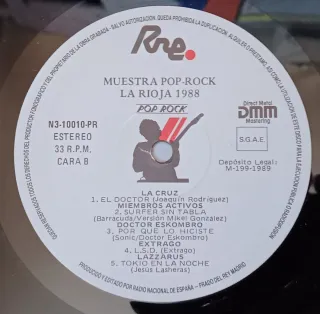 Rne.
MUESTRA POP-ROCK
LA RIOJA 1988
POP ROCK
N3-10010-PR
ESTEREO
33 R.P.M.
CARA B
Direct Metal
DMM
Mastering
S.G.A.E.
Depósito Legal:
M-199-1989
LA CRUZ
1. EL DOCTOR (Joaquín Rodríguez)
MIEMBROS ACTIVOS
2. SURFER SIN TABLA
(Barracuda/Versión Mikel González)
DOCTOR ESKOMBRO
3. POR QUE LO HICISTE
(Sonic/Doctor Eskombro)
EXTRAGO
4. L.S.D. (Extrago)
LAZZARUS
5. TOKIO EN LA NOCHE
(Jesús Lasheras)
PRODUCIDO Y EDITADO POR RADIO NACIONAL DE ESPAÑA – PRADO DEL REY MADRID